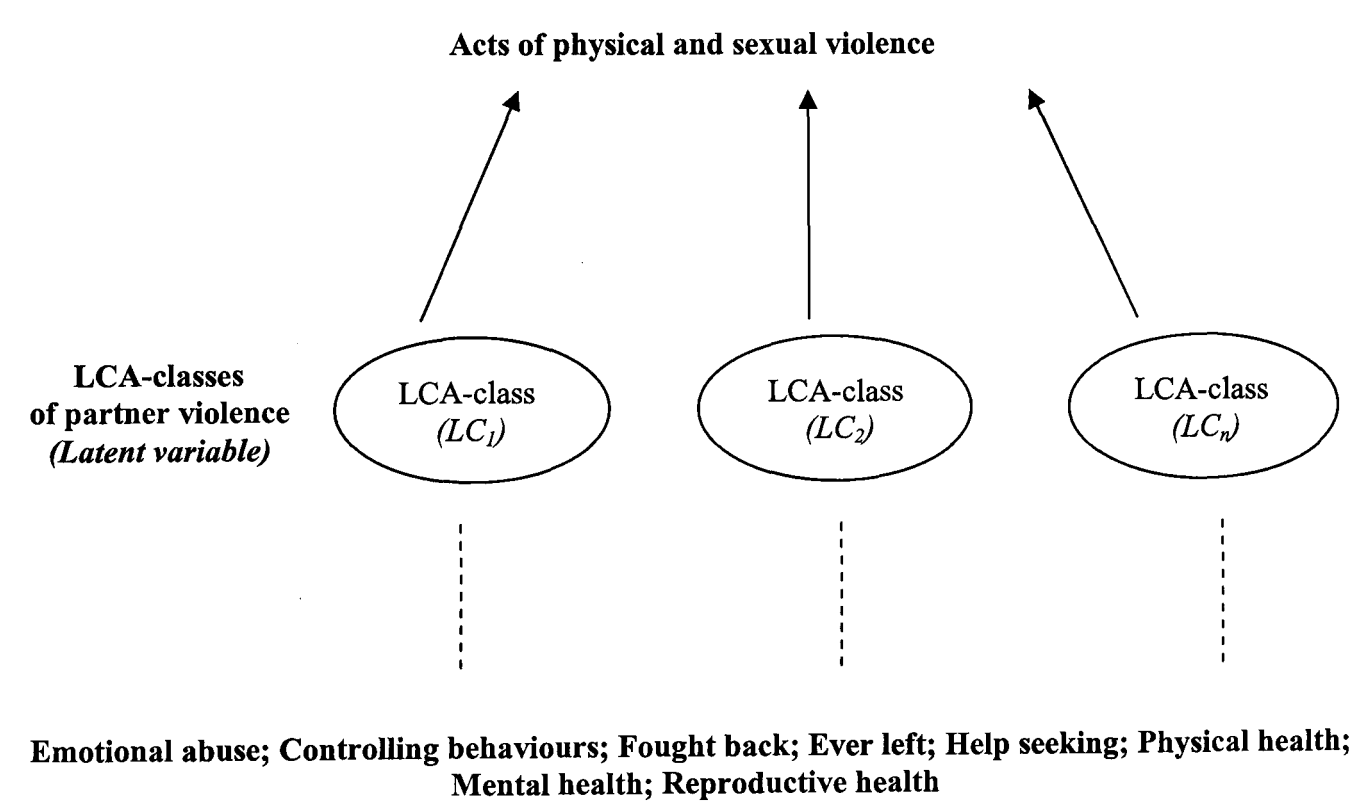 Acts of physical and sexual violence
LCA-classes
of partner violence
(Latent variable)
LCA-class
(LC₁)
LCA-class
(LC₂)
LCA-class
(LCₙ)
Emotional abuse; Controlling behaviours; Fought back; Ever left; Help seeking; Physical health;
Mental health; Reproductive health